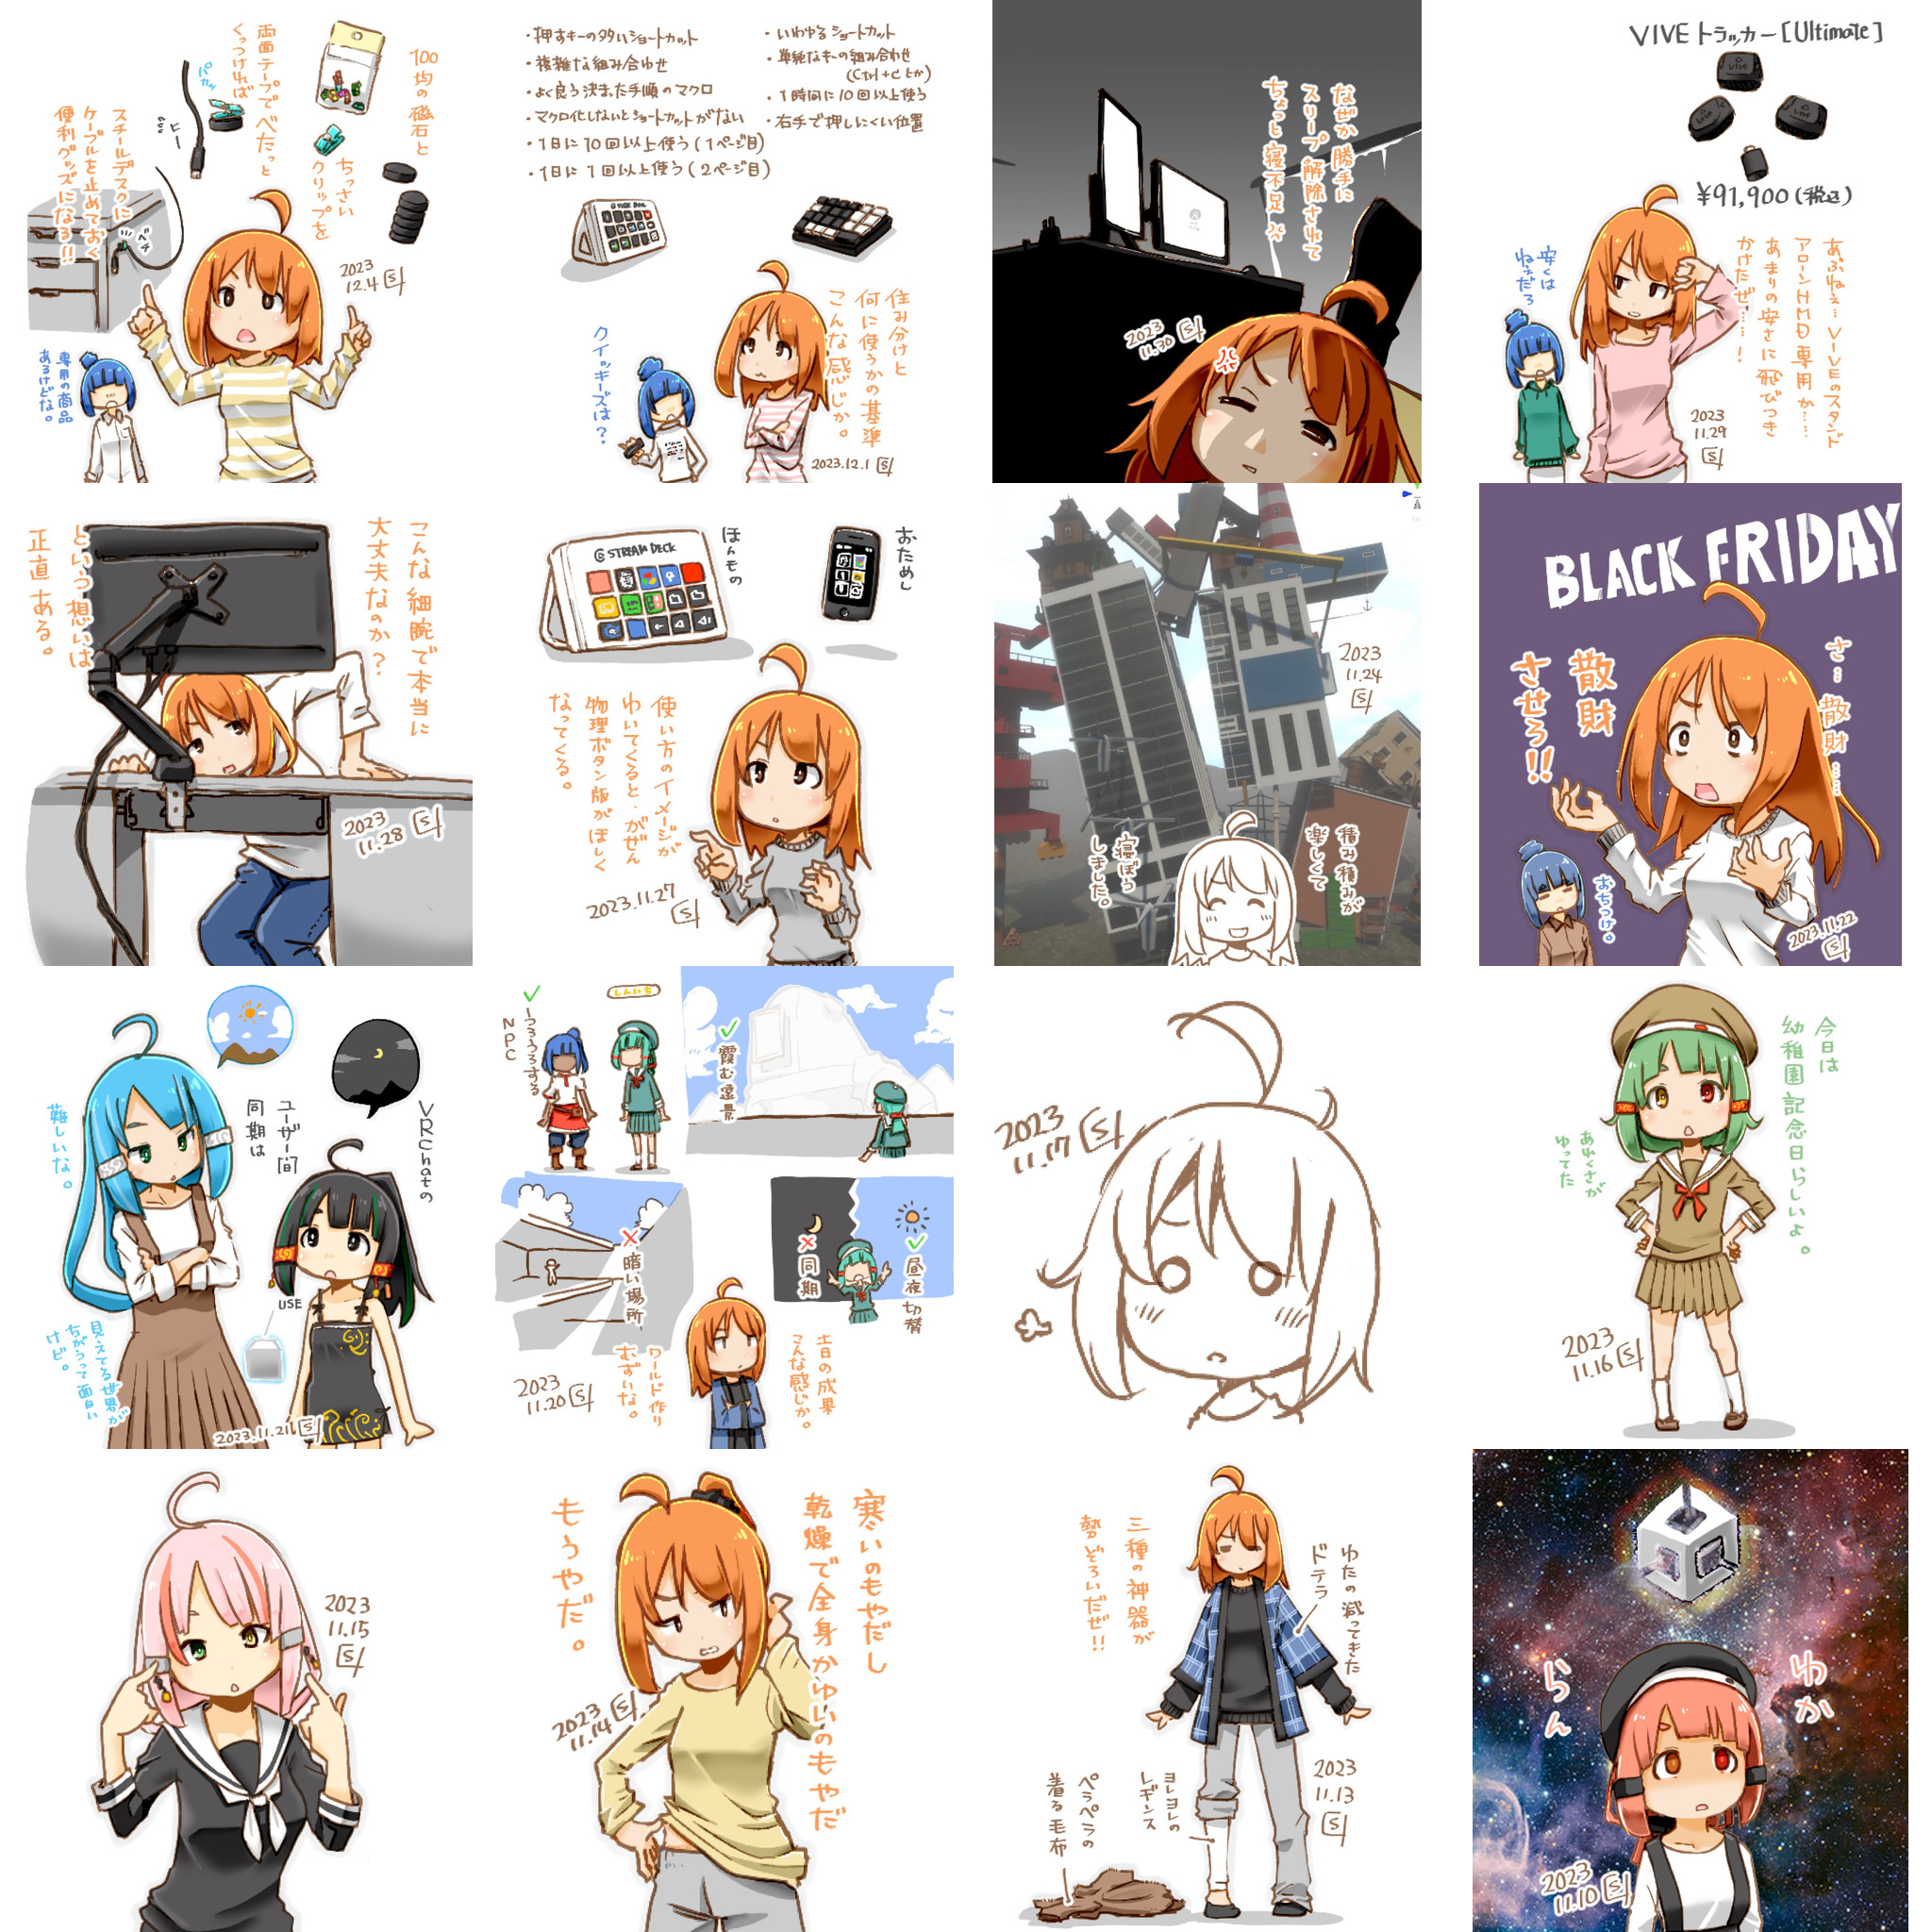 100均の磁石と
ちっさい
クリップを
両面テープでべたっと
くっつければ
パカッ
ヒー
スチールデスクに
ケーブルを止めておく
便利グッズになる!!
ベチ
2023
12.4
専用の商品
あるけどな。
・押すキーの多いショートカット
・複雑な組み合わせ
・よく良う決まった手順のマクロ
・マクロ化しないとショートカットがない
・1日に10回以上使う(1ページ目)
・1日に1回以上使う(2ページ目)
・いわゆるショートカット
・単純なキーの組み合わせ
(Ctrl+Cとか)
・1時間に10回以上使う
・右手で押しにくい位置
住み分けと
何に使うかの基準
こんな感じか。
クイッキーズは?
2023.12.1
なぜか勝手に
スリープ解除されて
ちょっと寝不足
2023
11.30
VIVEトラッカー[Ultimate]
VIVE
VIVE
VIVE
¥91,900(税込)
あぶねえ…VIVEのスタンド
アローンHMD専用か……
あまりの安さに飛びつき
かけたぜ……!
安くは
ねぇだろ
2023
11.29
こんな細腕で本当に
大丈夫なのか?
という想いは
正直ある。
2023
11.28
STREAM DECK
ほんもの
おためし
使い方のイメージが
わいてくると、がぜん
物理ボタン版がほしく
なってくる。
2023.11.27
2023
11.24
積み積みが
楽しくて
寝ぼう
しました。
BLACK FRIDAY
さ…散財……
散財
させろ!!
おちつけ。
2023.11.22
VRChatの
ユーザー間
同期は
難しいな。
USE
見えてる世界が
ちがうって面白い
けど。
2023.11.21
うろうろする
NPC
しんにち
霞む遠景
暗い場所
同期
昼夜切替
土日の成果
こんな感じか。
ワールド作り
むずいな。
2023
11.20
2023
11.17
今日は
幼稚園記念日らしいよ。
あれくさが
ゆってた
2023
11.16
2023
11.15
寒いのもやだし
乾燥で全身かゆいのもやだ
もうやだ。
2023
11.14
三種の神器が
勢ぞろいだぜ!!
わたの減ってきた
ドテラ
ヨレヨレの
レギンス
ペラペラの
着る毛布
2023
11.13
わか
らん
2023
11.10